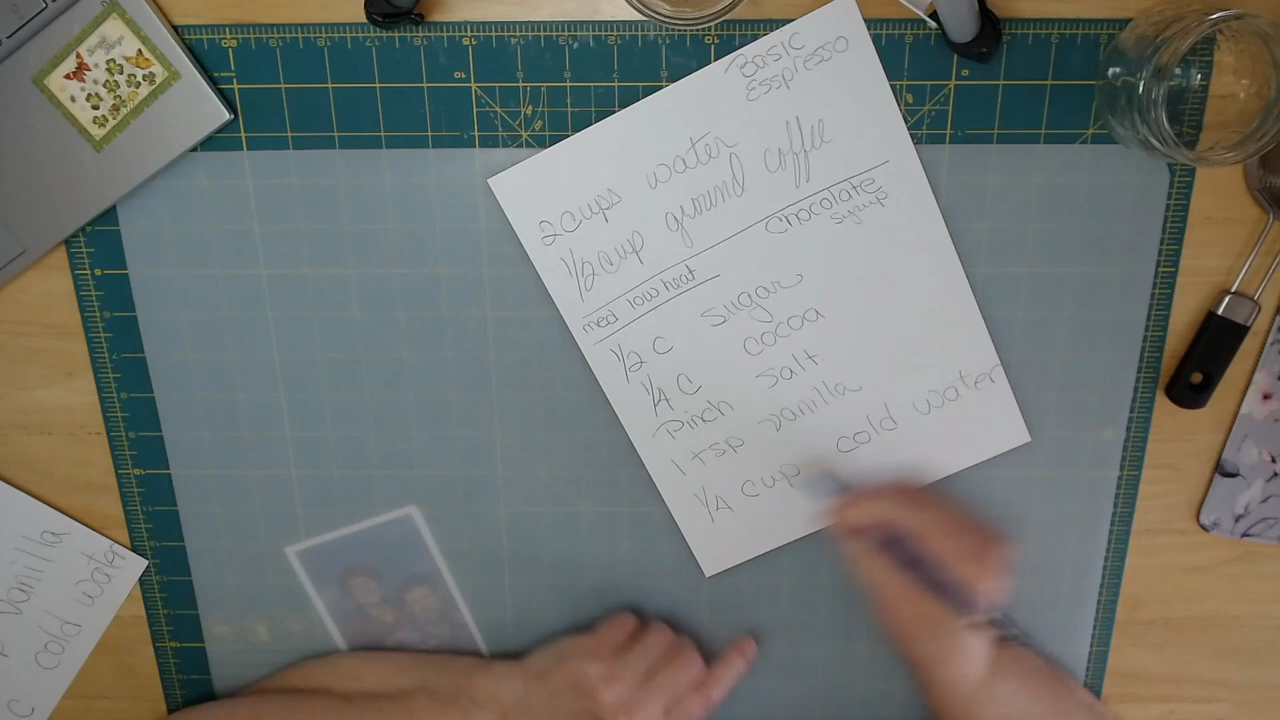 Basic
Esspresso
2 cups water
1/2 cup ground coffee
Chocolate
syrup
med low heat
1/2 C sugar
1/4 C cocoa
Pinch salt
1 tsp vanilla
1/4 cup cold water
Vanilla
cold water
C